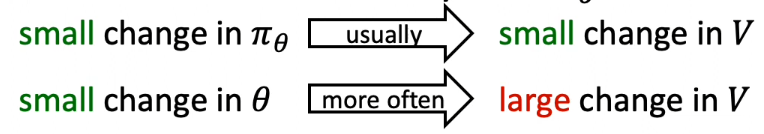 small change in π_θ usually small change in V
small change in θ more often large change in V